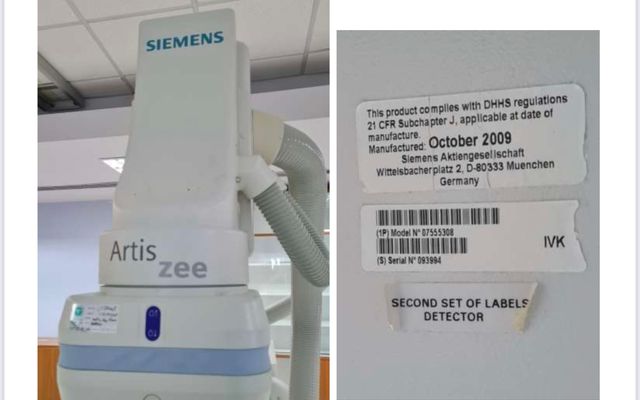 SIEMENS
Artis
zee
This product complies with DHHS regulations
21 CFR Subchapter J, applicable at date of
manufacture.
Manufactured: October 2009
Siemens Aktiengesellschaft
Wittelsbacherplatz 2, D-80333 Muenchen
Germany
(1P) Model N° 07555308
IVK
(S) Serial N° 093994
SECOND SET OF LABELS
DETECTOR